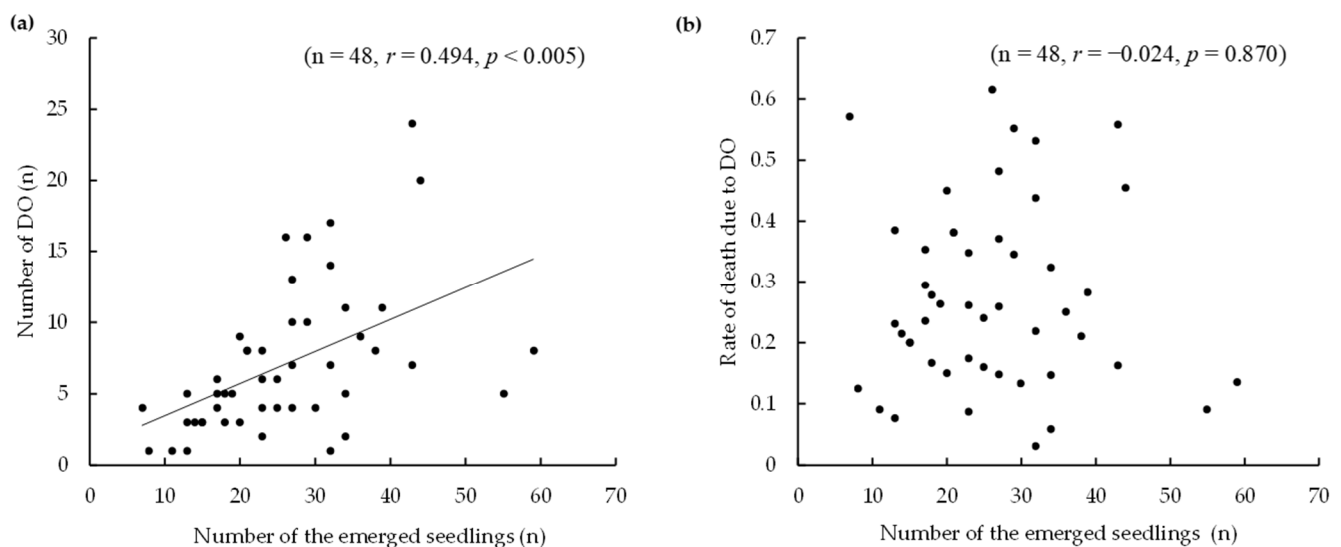 (a)
(n = 48, r = 0.494, p < 0.005)
30
25
20
15
10
5
0
Number of DO (n)
0 10 20 30 40 50 60 70
Number of the emerged seedlings (n)
(b)
(n = 48, r = −0.024, p = 0.870)
0.7
0.6
0.5
0.4
0.3
0.2
0.1
0
Rate of death due to DO
0 10 20 30 40 50 60 70
Number of the emerged seedlings (n)